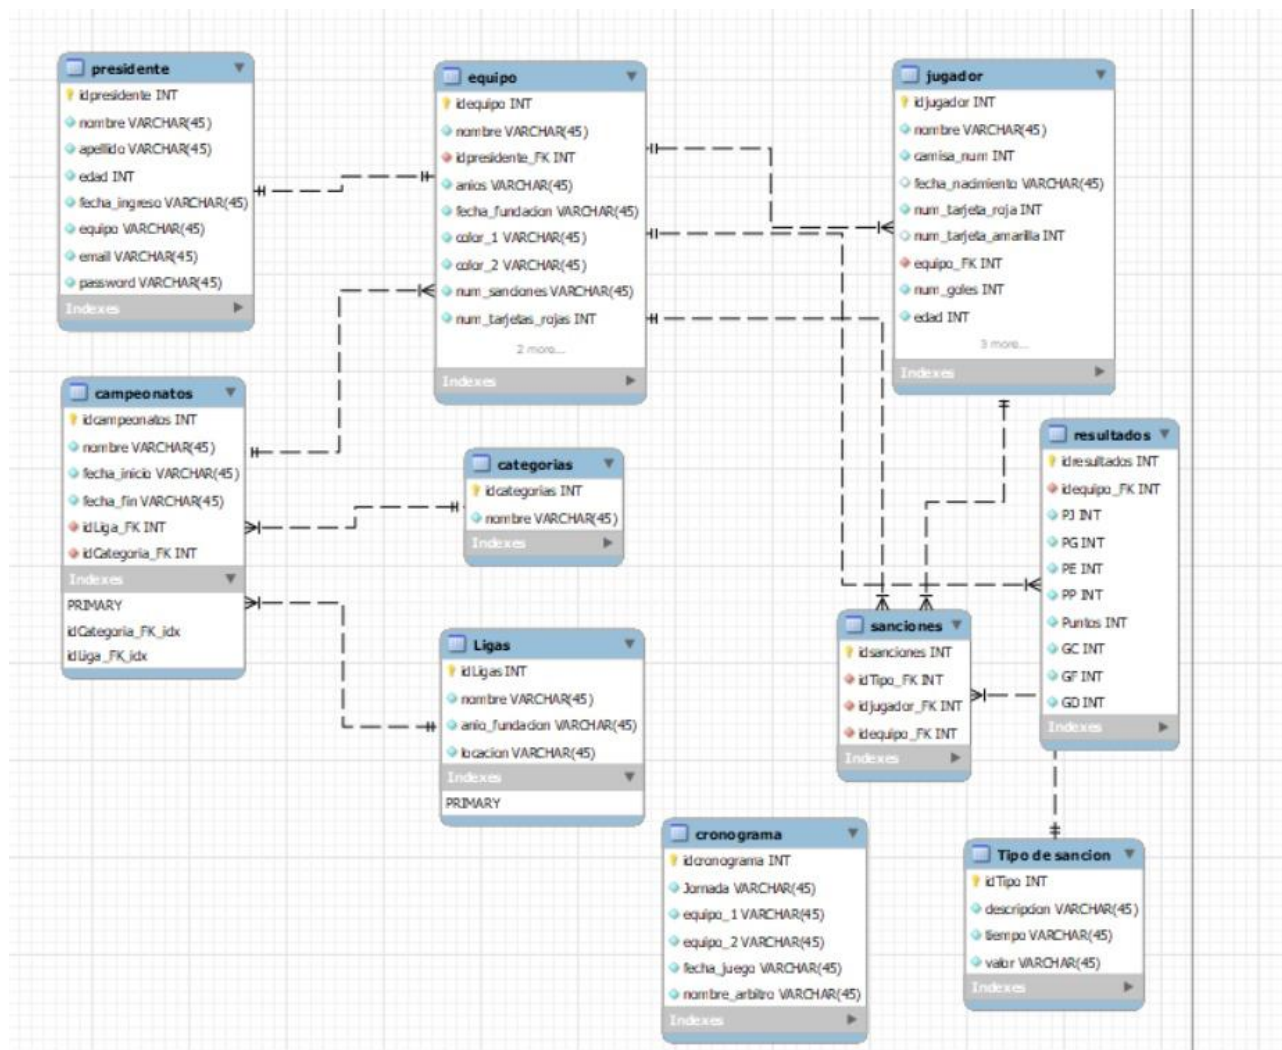 presidente
idpresidente INT
nombre VARCHAR(45)
apellido VARCHAR(45)
edad INT
fecha_ingreso VARCHAR(45)
equipo VARCHAR(45)
email VARCHAR(45)
password VARCHAR(45)
Indexes
equipo
idequipo INT
nombre VARCHAR(45)
idpresidente_FK INT
anios VARCHAR(45)
fecha_fundacion VARCHAR(45)
color_1 VARCHAR(45)
color_2 VARCHAR(45)
num_sanciones VARCHAR(45)
num_tarjetas_rojas INT
2 more...
Indexes
jugador
idjugador INT
nombre VARCHAR(45)
camisa_num INT
fecha_nacimiento VARCHAR(45)
num_tarjeta_roja INT
num_tarjeta_amarilla INT
equipo_FK INT
num_goles INT
edad INT
3 more...
Indexes
campeonatos
idcampeonatos INT
nombre VARCHAR(45)
fecha_inicio VARCHAR(45)
fecha_fin VARCHAR(45)
idLiga_FK INT
idCategoria_FK INT
Indexes
PRIMARY
idCategoria_FK_idx
idLiga_FK_idx
categorias
idcategorias INT
nombre VARCHAR(45)
Indexes
resultados
idresultados INT
idequipo_FK INT
PJ INT
PG INT
PE INT
PP INT
Puntos INT
GC INT
GF INT
GD INT
Indexes
Ligas
idLigas INT
nombre VARCHAR(45)
anio_fundacion VARCHAR(45)
locacion VARCHAR(45)
Indexes
PRIMARY
sanciones
idsanciones INT
idTipo_FK INT
idjugador_FK INT
idequipo_FK INT
Indexes
cronograma
idcronograma INT
Jornada VARCHAR(45)
equipo_1 VARCHAR(45)
equipo_2 VARCHAR(45)
fecha_juego VARCHAR(45)
nombre_arbitro VARCHAR(45)
Indexes
Tipo de sancion
idTipo INT
descripcion VARCHAR(45)
tiempo VARCHAR(45)
valor VARCHAR(45)
Indexes